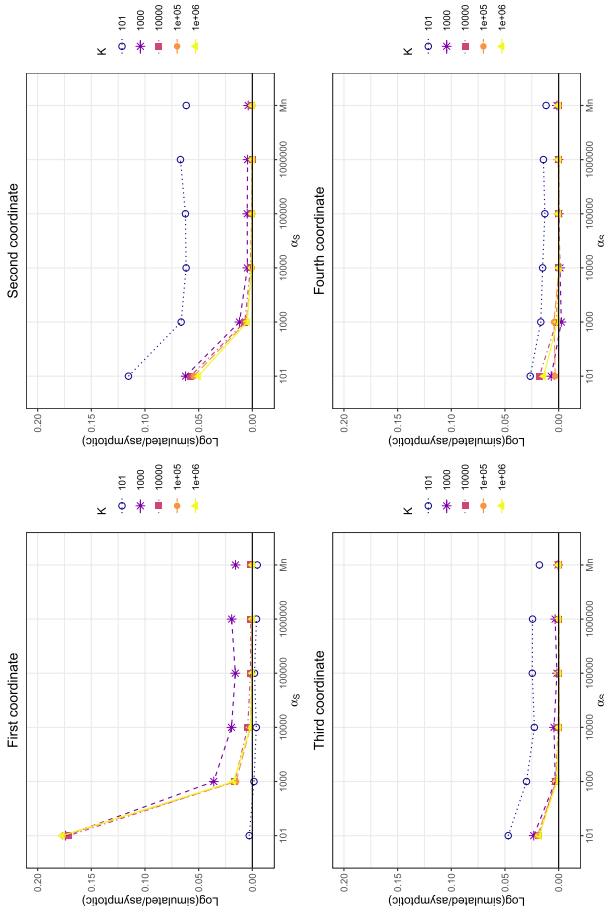 First coordinate
Log(simulated/asymptotic)
0.20
0.15
0.10
0.05
0.00
101
1000
10000
100000
1000000
Mn
αS
K
101
1000
10000
1e+05
1e+06
Second coordinate
Log(simulated/asymptotic)
0.20
0.15
0.10
0.05
0.00
101
1000
10000
100000
1000000
Mn
αS
K
101
1000
10000
1e+05
1e+06
Third coordinate
Log(simulated/asymptotic)
0.20
0.15
0.10
0.05
0.00
101
1000
10000
100000
1000000
Mn
αS
K
101
1000
10000
1e+05
1e+06
Fourth coordinate
Log(simulated/asymptotic)
0.20
0.15
0.10
0.05
0.00
101
1000
10000
100000
1000000
Mn
αS
K
101
1000
10000
1e+05
1e+06